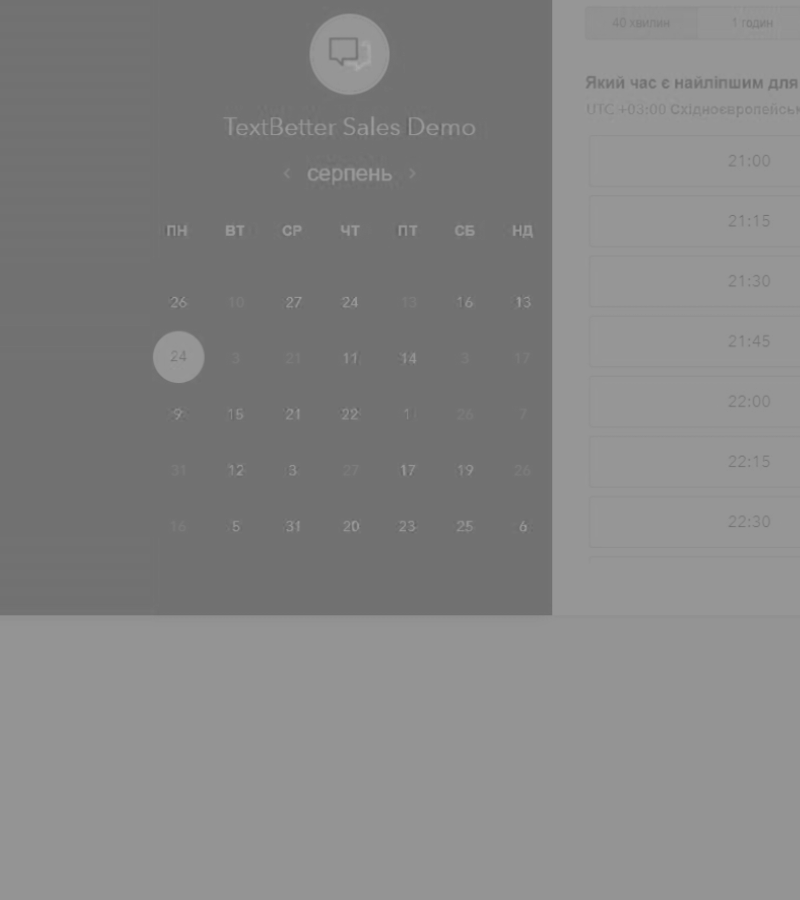 TextBetter Sales Demo
‹ серпень ›
ПН ВТ СР ЧТ ПТ СБ НД
26 10 27 24 13 16 13
24 3 21 11 14 3 17
9 15 21 22 1 26 7
31 12 3 27 17 19 26
16 5 31 20 23 25 6
40 хвилин 1 годин
Який час є найліпшим для
UTC +03:00 Східноєвропейськ
21:00
21:15
21:30
21:45
22:00
22:15
22:30